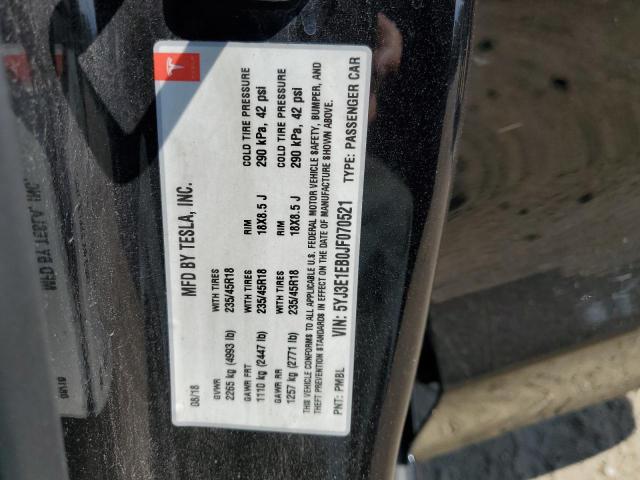 MFD BY TESLA, INC.
08/18
GVWR WITH TIRES RIM COLD TIRE PRESSURE
2265 kg (4993 lb) 235/45R18 18X8.5 J 290 kPa, 42 psi
GAWR FRT WITH TIRES RIM COLD TIRE PRESSURE
1110 kg (2447 lb) 235/45R18 18X8.5 J 290 kPa, 42 psi
GAWR RR
1257 kg (2771 lb) 235/45R18
THIS VEHICLE CONFORMS TO ALL APPLICABLE U.S. FEDERAL MOTOR VEHICLE SAFETY, BUMPER, AND
THEFT PREVENTION STANDARDS IN EFFECT ON THE DATE OF MANUFACTURE SHOWN ABOVE.
VIN: 5YJ3E1EB0JF070521
PNT: PMBL TYPE: PASSENGER CAR